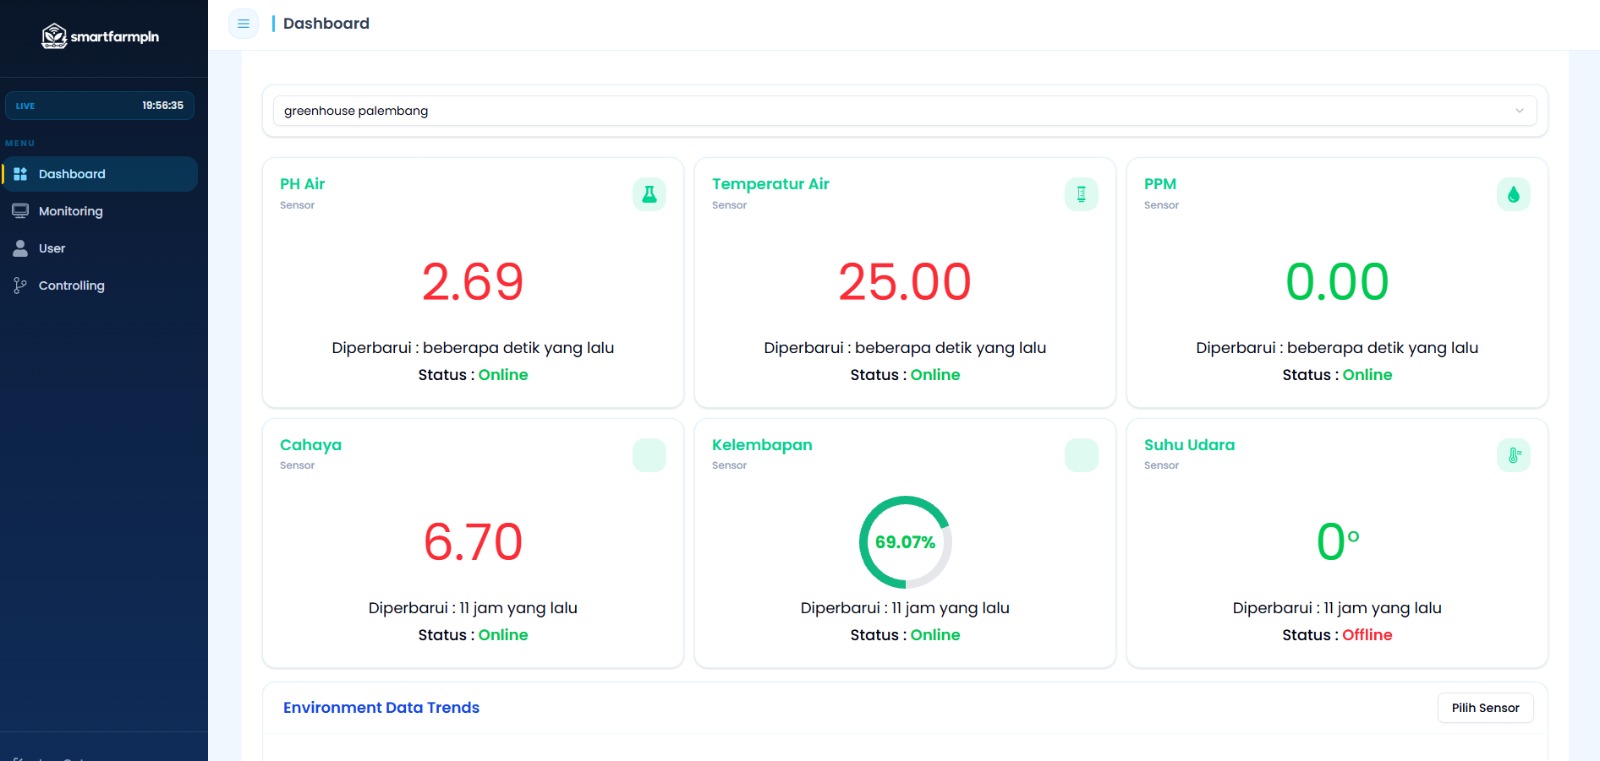 smartfarmpln
Dashboard
LIVE 19:56:35
MENU
Dashboard
Monitoring
User
Controlling
greenhouse palembang
PH Air
Sensor
2.69
Diperbarui : beberapa detik yang lalu
Status : Online
Temperatur Air
Sensor
25.00
Diperbarui : beberapa detik yang lalu
Status : Online
PPM
Sensor
0.00
Diperbarui : beberapa detik yang lalu
Status : Online
Cahaya
Sensor
6.70
Diperbarui : 11 jam yang lalu
Status : Online
Kelembapan
Sensor
69.07%
Diperbarui : 11 jam yang lalu
Status : Online
Suhu Udara
Sensor
0°
Diperbarui : 11 jam yang lalu
Status : Offline
Environment Data Trends
Pilih Sensor